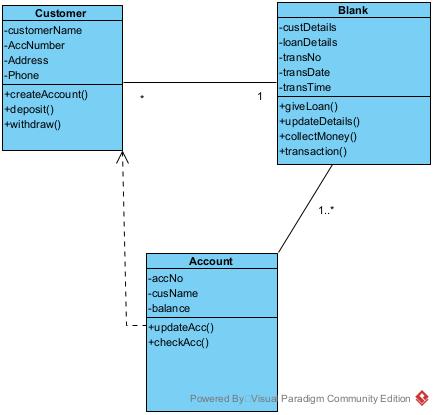 Customer
-customerName
-AccNumber
-Address
-Phone
+createAccount()
+deposit()
+withdraw()
Blank
-custDetails
-loanDetails
-transNo
-transDate
-transTime
+giveLoan()
+updateDetails()
+collectMoney()
+transaction()
*
1
1..*
Account
-accNo
-cusName
-balance
+updateAcc()
+checkAcc()
Powered By Visual Paradigm Community Edition